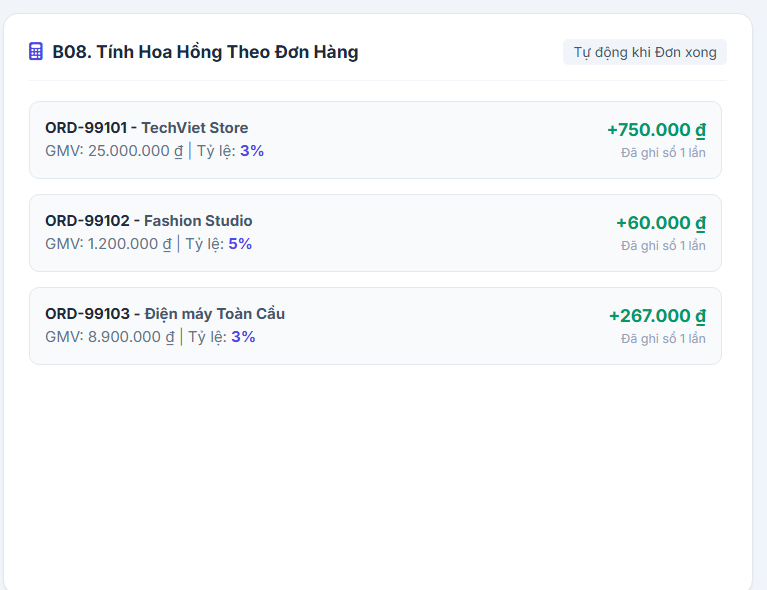 B08. Tính Hoa Hồng Theo Đơn Hàng
Tự động khi Đơn xong
ORD-99101 - TechViet Store
+750.000 ₫
GMV: 25.000.000 ₫ | Tỷ lệ: 3%
Đã ghi sổ 1 lần
ORD-99102 - Fashion Studio
+60.000 ₫
GMV: 1.200.000 ₫ | Tỷ lệ: 5%
Đã ghi sổ 1 lần
ORD-99103 - Điện máy Toàn Cầu
+267.000 ₫
GMV: 8.900.000 ₫ | Tỷ lệ: 3%
Đã ghi sổ 1 lần